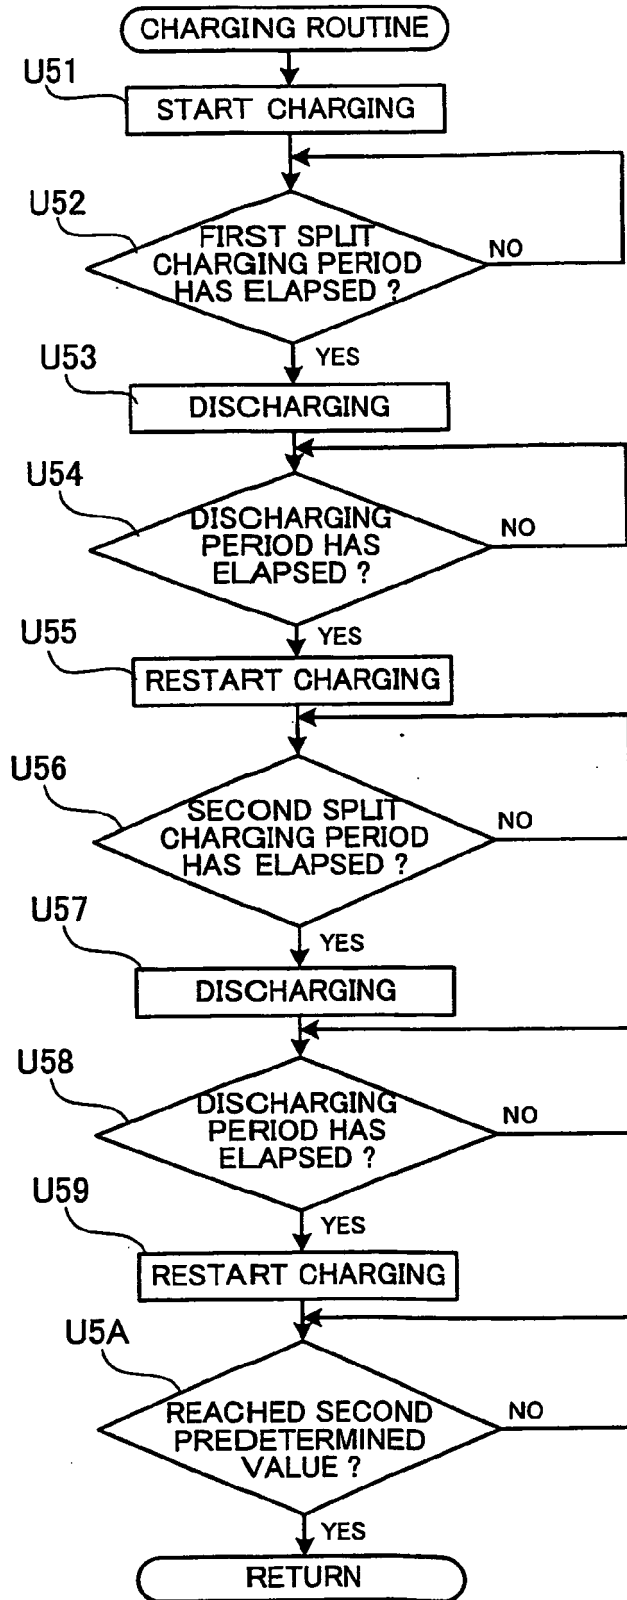 CHARGING ROUTINE
U51
START CHARGING
U52
FIRST SPLIT
CHARGING PERIOD
HAS ELAPSED ?
NO
YES
U53
DISCHARGING
U54
DISCHARGING
PERIOD HAS
ELAPSED ?
NO
YES
U55
RESTART CHARGING
U56
SECOND SPLIT
CHARGING PERIOD
HAS ELAPSED ?
NO
YES
U57
DISCHARGING
U58
DISCHARGING
PERIOD HAS
ELAPSED ?
NO
YES
U59
RESTART CHARGING
U5A
REACHED SECOND
PREDETERMINED
VALUE ?
NO
YES
RETURN